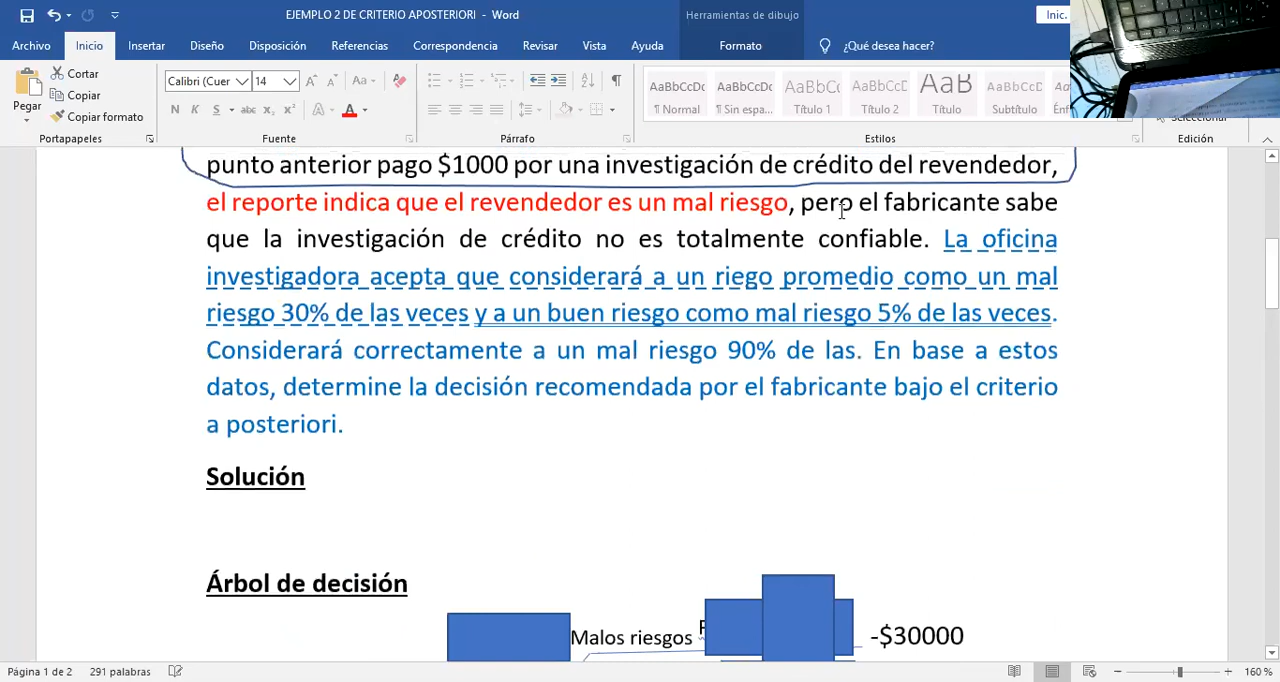 EJEMPLO 2 DE CRITERIO APOSTERIORI - Word
Herramientas de dibujo
Inic.
Archivo Inicio Insertar Diseño Disposición Referencias Correspondencia Revisar Vista Ayuda Formato ¿Qué desea hacer?
Pegar
Cortar
Copiar
Copiar formato
Calibri (Cuer 14
N K S abc
AaBbCcDc AaBbCcDc AaBbCc AaBbCcD AaB AaBbCcD
¶ Normal ¶ Sin espa... Título 1 Título 2 Título Subtítulo
Portapapeles Fuente Párrafo Estilos Edición
punto anterior pago $1000 por una investigación de crédito del revendedor,
el reporte indica que el revendedor es un mal riesgo, pero el fabricante sabe
que la investigación de crédito no es totalmente confiable. La oficina
investigadora acepta que considerará a un riego promedio como un mal
riesgo 30% de las veces y a un buen riesgo como mal riesgo 5% de las veces.
Considerará correctamente a un mal riesgo 90% de las. En base a estos
datos, determine la decisión recomendada por el fabricante bajo el criterio
a posteriori.
Solución
Árbol de decisión
Malos riesgos
-$30000
Página 1 de 2 291 palabras 160 %